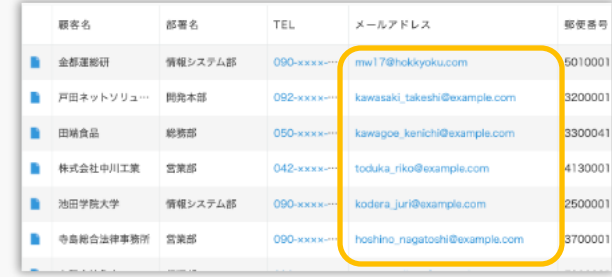 顧客名 部署名 TEL メールアドレス 郵便番号
金都運総研 情報システム部 090-xxxx-… mw17@hokkyoku.com 5010001
戸田ネットソリュ… 開発本部 092-xxxx-… kawasaki_takeshi@example.com 3200001
田端食品 総務部 050-xxxx-… kawagoe_kenichi@example.com 3300041
株式会社中川工業 営業部 042-xxxx-… toduka_riko@example.com 4130001
池田学院大学 情報システム部 090-xxxx-… kodera_juri@example.com 2500001
寺島総合法律事務所 営業部 090-xxxx-… hoshino_nagatoshi@example.com 3700001